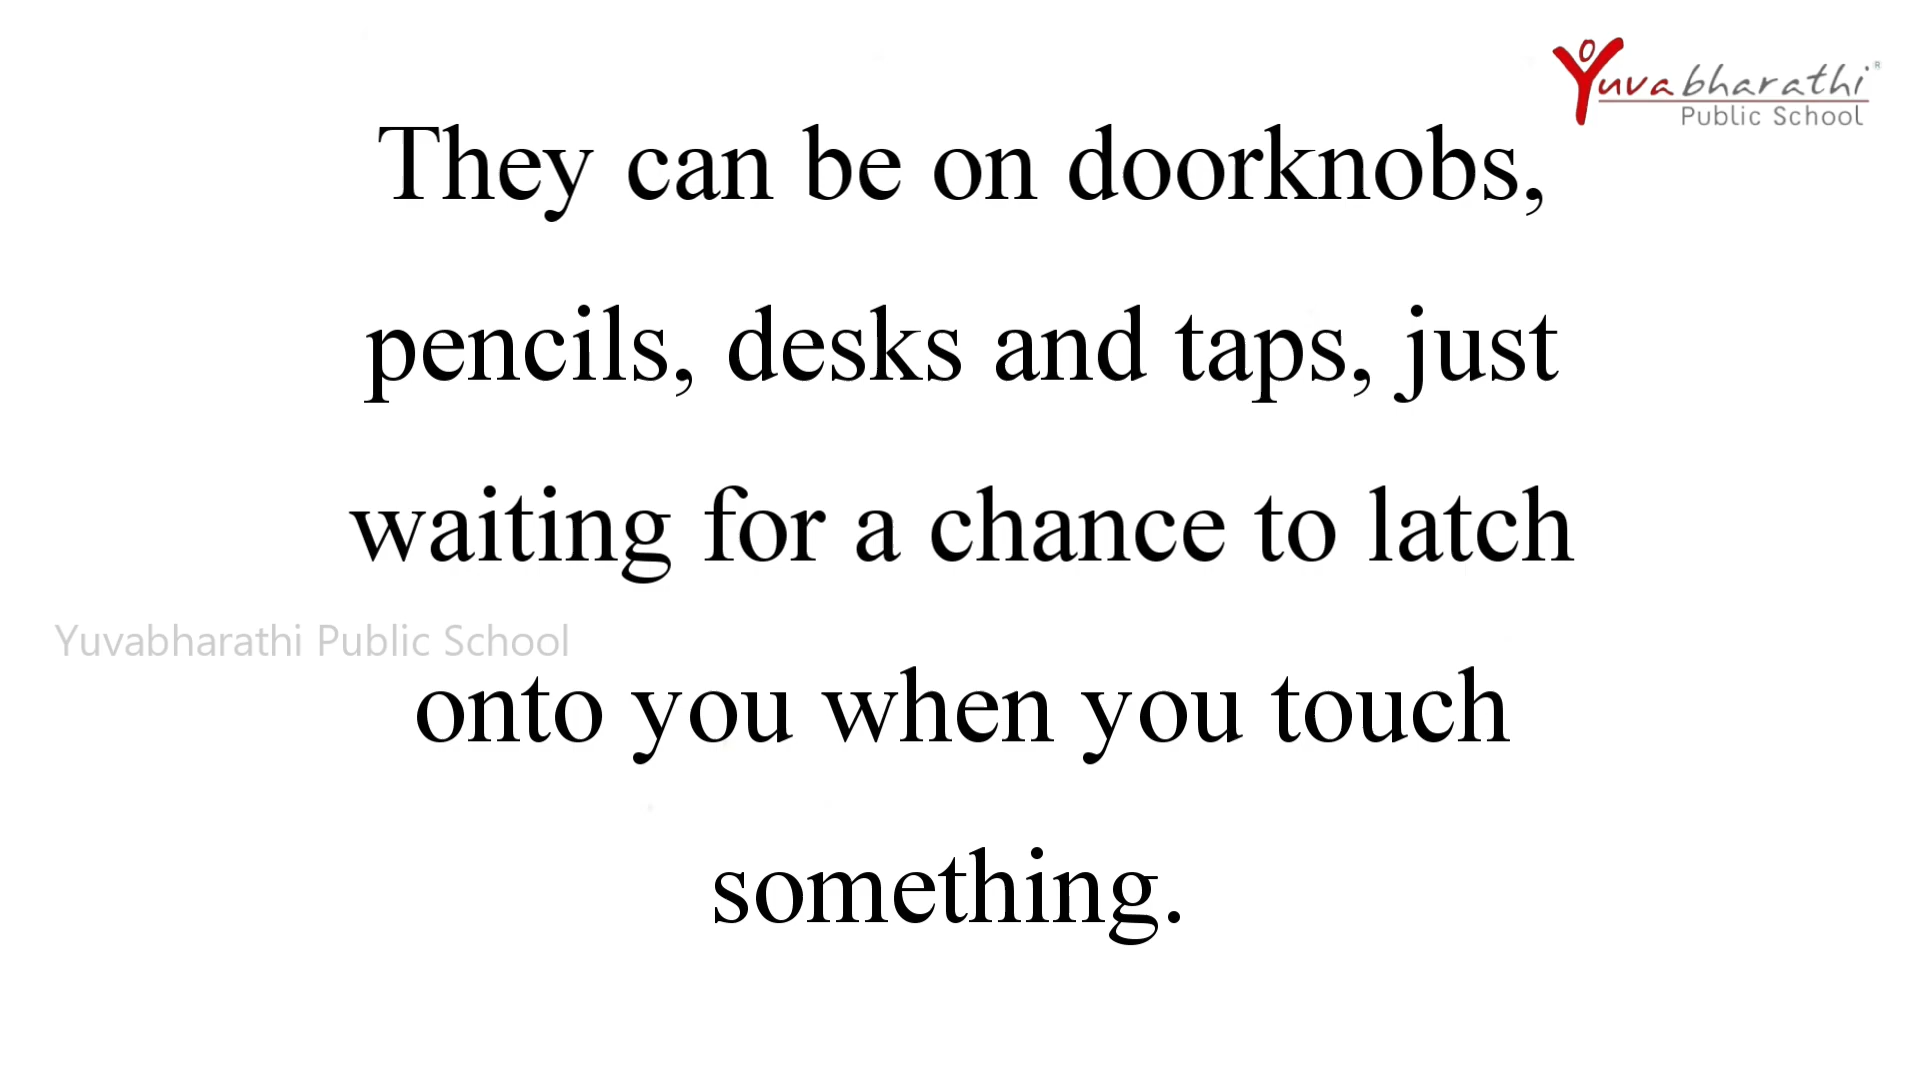 Yuvabharathi®
Public School
They can be on doorknobs,
pencils, desks and taps, just
waiting for a chance to latch
Yuvabharathi Public School
onto you when you touch
something.